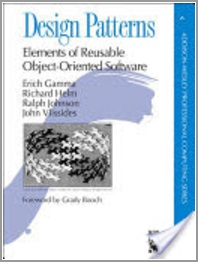 Design Patterns
Elements of Reusable
Object-Oriented Software
Erich Gamma
Richard Helm
Ralph Johnson
John Vlissides
Foreword by Grady Booch
ADDISON-WESLEY PROFESSIONAL COMPUTING SERIES